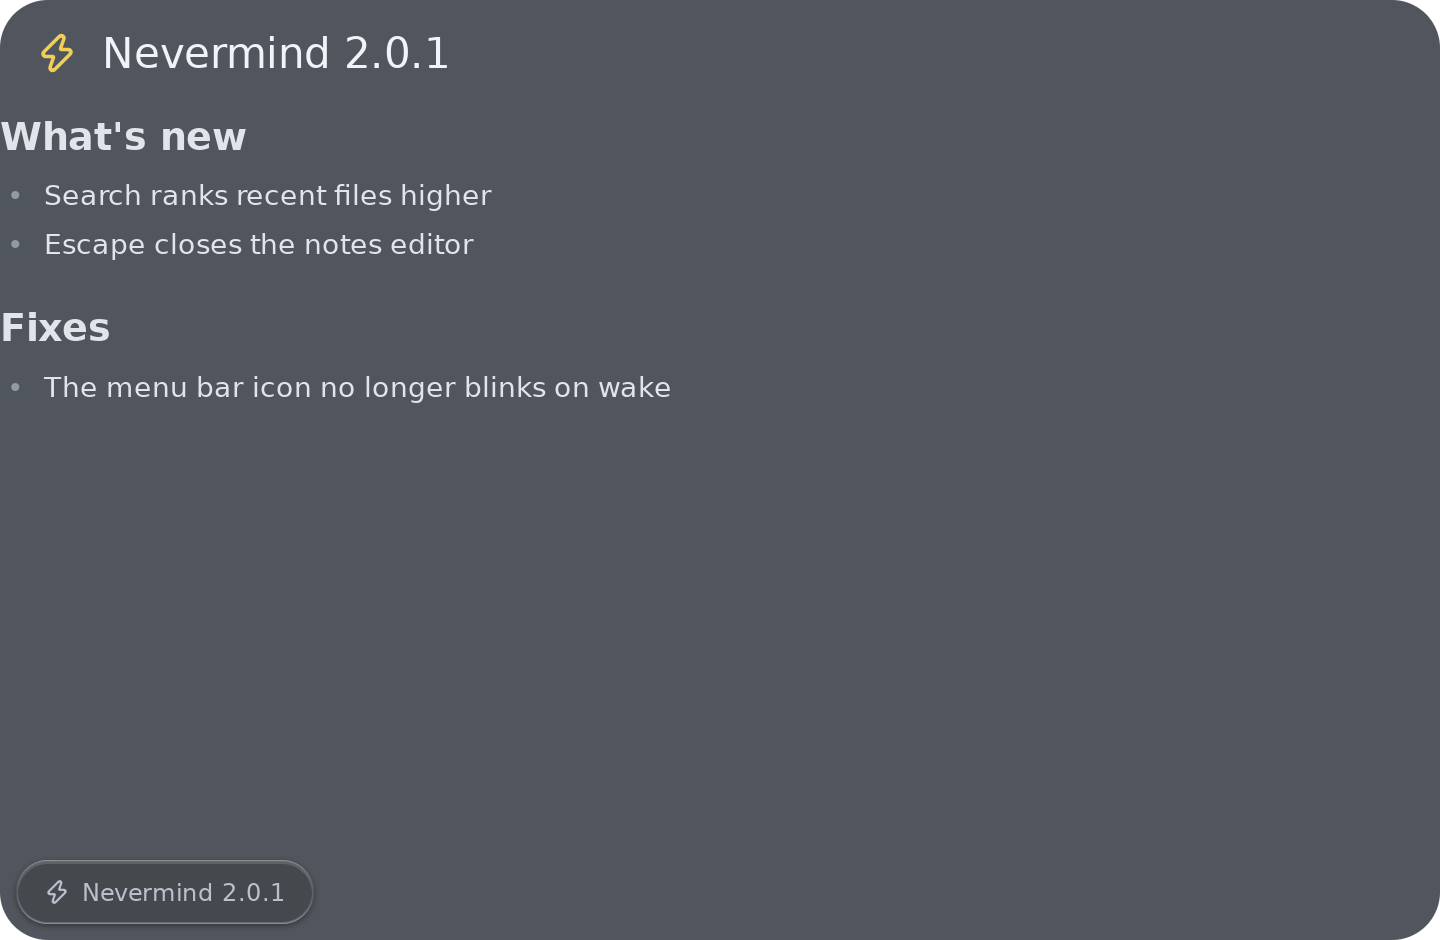 Nevermind 2.0.1
What's new
• Search ranks recent files higher
• Escape closes the notes editor
Fixes
• The menu bar icon no longer blinks on wake
Nevermind 2.0.1